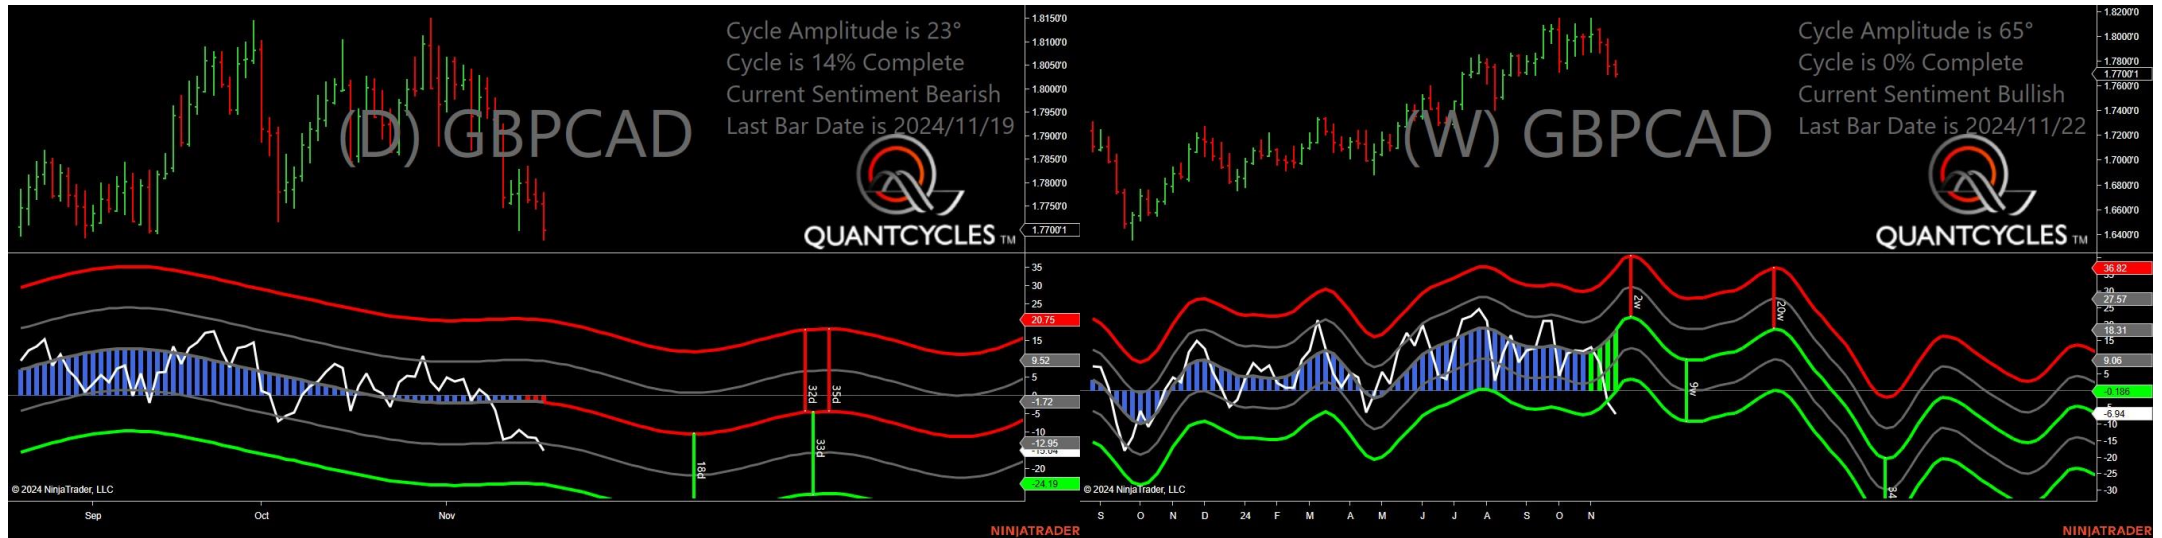 Cycle Amplitude is 23°
Cycle is 14% Complete
Current Sentiment Bearish
Last Bar Date is 2024/11/19
(D) GBPCAD
QUANTCYCLES TM
1.8150'0
1.8100'0
1.8050'0
1.8000'0
1.7950'0
1.7900'0
1.7850'0
1.7800'0
1.7750'0
1.7700'1
35
30
25
20.75
15
9.52
5
0
-1.72
-5
-10
-12.95
-15.04
-20
-24.19
32d
35d
33d
18d
© 2024 NinjaTrader, LLC
Sep Oct Nov
NINJATRADER
Cycle Amplitude is 65°
Cycle is 0% Complete
Current Sentiment Bullish
Last Bar Date is 2024/11/22
(W) GBPCAD
QUANTCYCLES TM
1.8200'0
1.8000'0
1.7800'0
1.7700'1
1.7600'0
1.7400'0
1.7200'0
1.7000'0
1.6800'0
1.6600'0
1.6400'0
36.82
30
27.57
18.31
15
9.06
5
-0.186
-6.94
-10
-15
-20
-25
-30
2w
20w
9w
34
© 2024 NinjaTrader, LLC
S O N D 24 F M A M J J A S O N
NINJATRADER